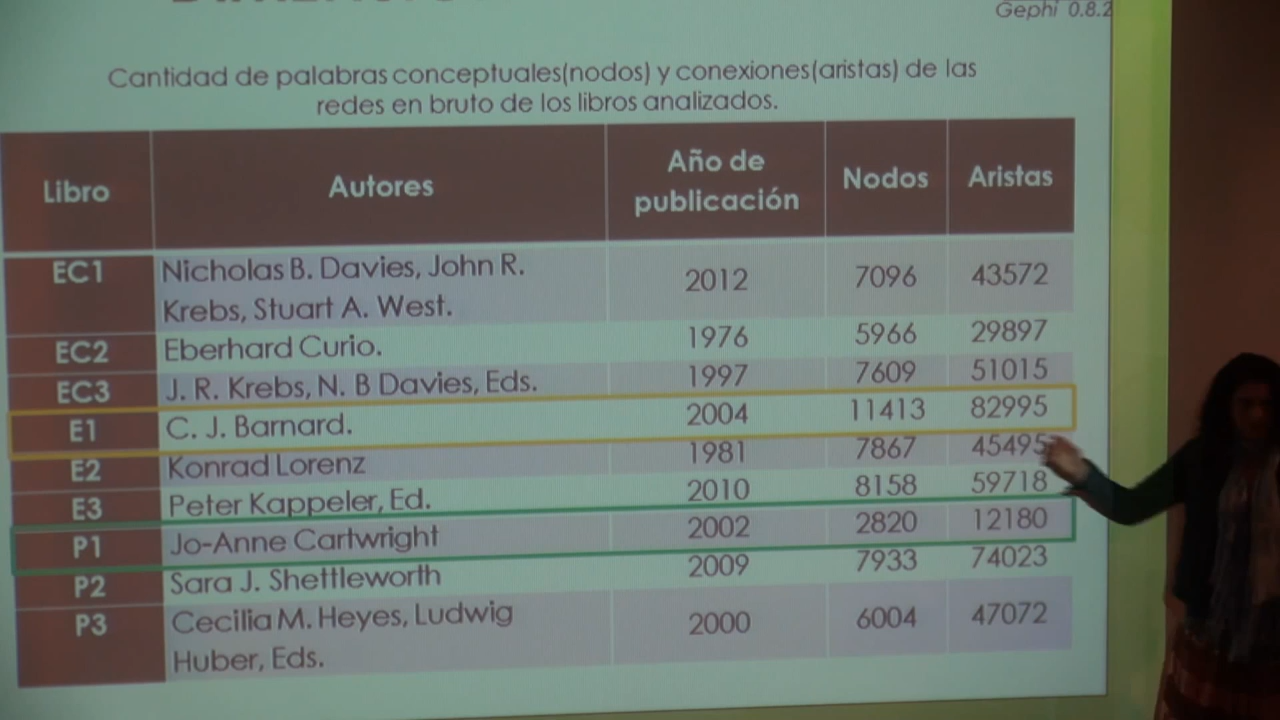 Gephi 0.8.2
Cantidad de palabras conceptuales(nodos) y conexiones(aristas) de las
redes en bruto de los libros analizados.
Libro Autores Año de publicación Nodos Aristas
EC1 Nicholas B. Davies, John R. 2012 7096 43572
Krebs, Stuart A. West.
EC2 Eberhard Curio. 1976 5966 29897
EC3 J. R. Krebs, N. B Davies, Eds. 1997 7609 51015
E1 C. J. Barnard. 2004 11413 82995
E2 Konrad Lorenz 1981 7867 45495
E3 Peter Kappeler, Ed. 2010 8158 59718
P1 Jo-Anne Cartwright 2002 2820 12180
P2 Sara J. Shettleworth 2009 7933 74023
P3 Cecilia M. Heyes, Ludwig 2000 6004 47072
Huber, Eds.